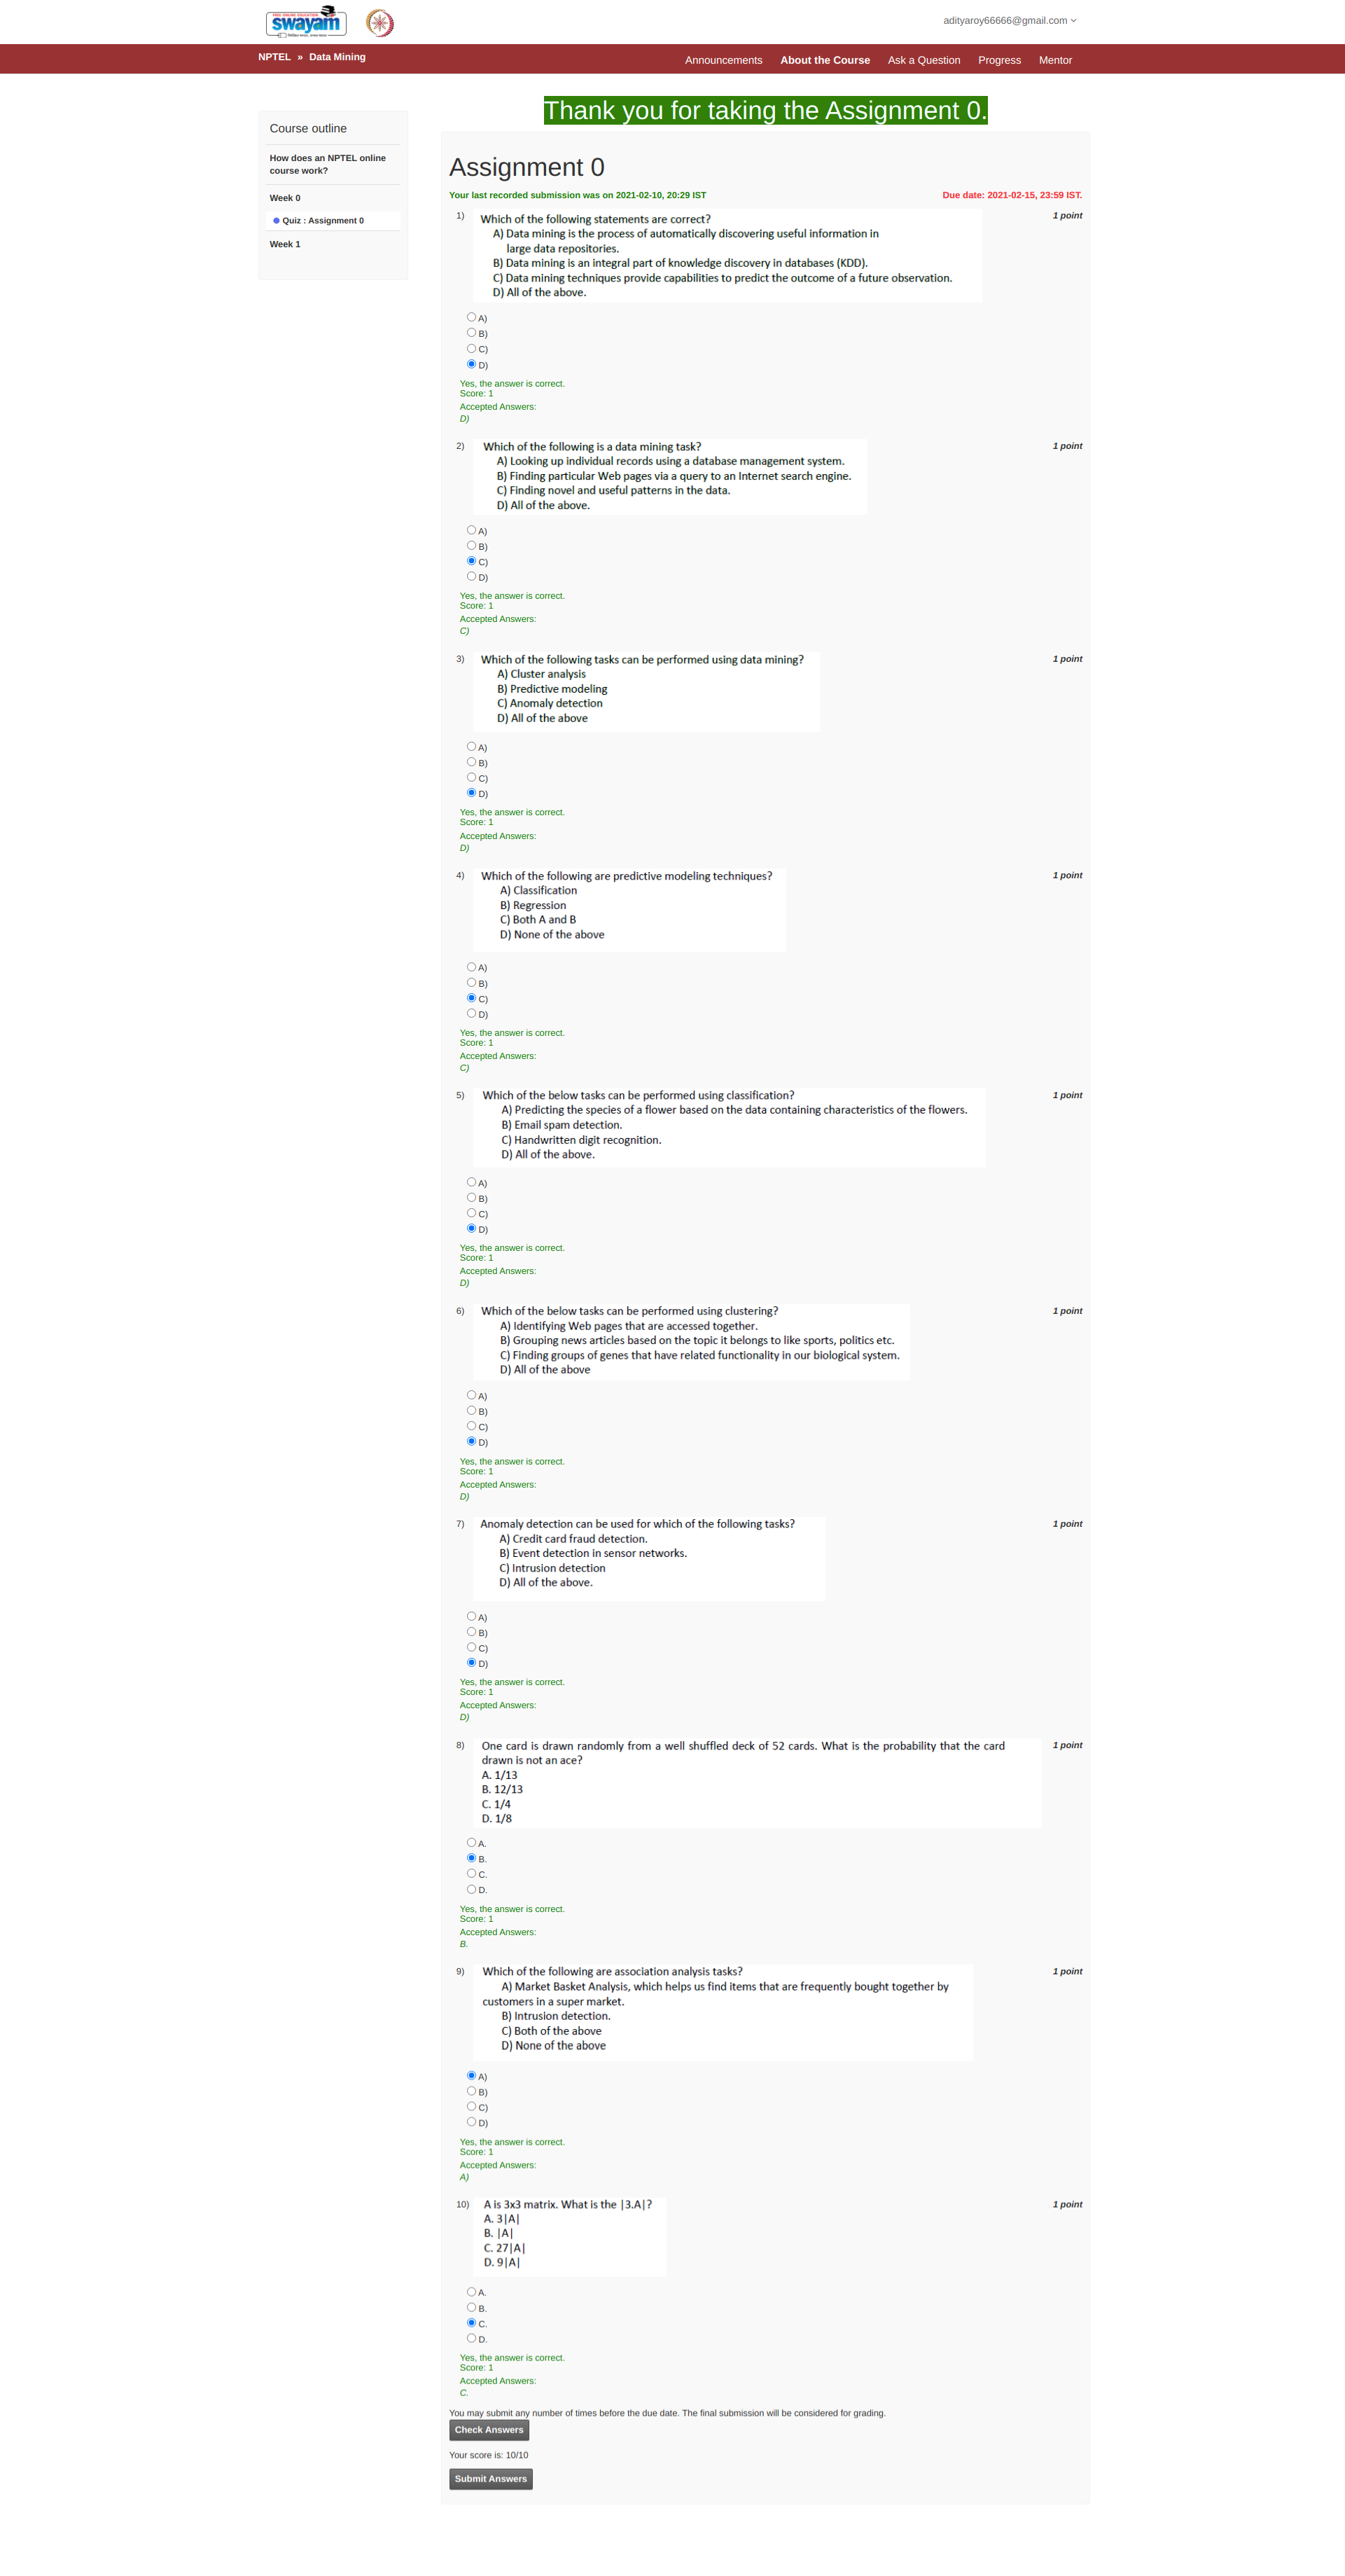 FREE ONLINE EDUCATION
swayam
adityaroy66666@gmail.com
NPTEL » Data Mining
Announcements About the Course Ask a Question Progress Mentor
Thank you for taking the Assignment 0.
Course outline
How does an NPTEL online
course work?
Week 0
Quiz : Assignment 0
Week 1
Assignment 0
Your last recorded submission was on 2021-02-10, 20:29 IST Due date: 2021-02-15, 23:59 IST.
1) Which of the following statements are correct? 1 point
A) Data mining is the process of automatically discovering useful information in
large data repositories.
B) Data mining is an integral part of knowledge discovery in databases (KDD).
C) Data mining techniques provide capabilities to predict the outcome of a future observation.
D) All of the above.
A)
B)
C)
D)
Yes, the answer is correct.
Score: 1
Accepted Answers:
D)
2) Which of the following is a data mining task? 1 point
A) Looking up individual records using a database management system.
B) Finding particular Web pages via a query to an Internet search engine.
C) Finding novel and useful patterns in the data.
D) All of the above.
A)
B)
C)
D)
Yes, the answer is correct.
Score: 1
Accepted Answers:
C)
3) Which of the following tasks can be performed using data mining? 1 point
A) Cluster analysis
B) Predictive modeling
C) Anomaly detection
D) All of the above
A)
B)
C)
D)
Yes, the answer is correct.
Score: 1
Accepted Answers:
D)
4) Which of the following are predictive modeling techniques? 1 point
A) Classification
B) Regression
C) Both A and B
D) None of the above
A)
B)
C)
D)
Yes, the answer is correct.
Score: 1
Accepted Answers:
C)
5) Which of the below tasks can be performed using classification? 1 point
A) Predicting the species of a flower based on the data containing characteristics of the flowers.
B) Email spam detection.
C) Handwritten digit recognition.
D) All of the above.
A)
B)
C)
D)
Yes, the answer is correct.
Score: 1
Accepted Answers:
D)
6) Which of the below tasks can be performed using clustering? 1 point
A) Identifying Web pages that are accessed together.
B) Grouping news articles based on the topic it belongs to like sports, politics etc.
C) Finding groups of genes that have related functionality in our biological system.
D) All of the above
A)
B)
C)
D)
Yes, the answer is correct.
Score: 1
Accepted Answers:
D)
7) Anomaly detection can be used for which of the following tasks? 1 point
A) Credit card fraud detection.
B) Event detection in sensor networks.
C) Intrusion detection
D) All of the above.
A)
B)
C)
D)
Yes, the answer is correct.
Score: 1
Accepted Answers:
D)
8) One card is drawn randomly from a well shuffled deck of 52 cards. What is the probability that the card 1 point
drawn is not an ace?
A. 1/13
B. 12/13
C. 1/4
D. 1/8
A.
B.
C.
D.
Yes, the answer is correct.
Score: 1
Accepted Answers:
B.
9) Which of the following are association analysis tasks? 1 point
A) Market Basket Analysis, which helps us find items that are frequently bought together by
customers in a super market.
B) Intrusion detection.
C) Both of the above
D) None of the above
A)
B)
C)
D)
Yes, the answer is correct.
Score: 1
Accepted Answers:
A)
10) A is 3x3 matrix. What is the |3.A|? 1 point
A. 3|A|
B. |A|
C. 27|A|
D. 9|A|
A.
B.
C.
D.
Yes, the answer is correct.
Score: 1
Accepted Answers:
C.
You may submit any number of times before the due date. The final submission will be considered for grading.
Check Answers
Your score is: 10/10
Submit Answers